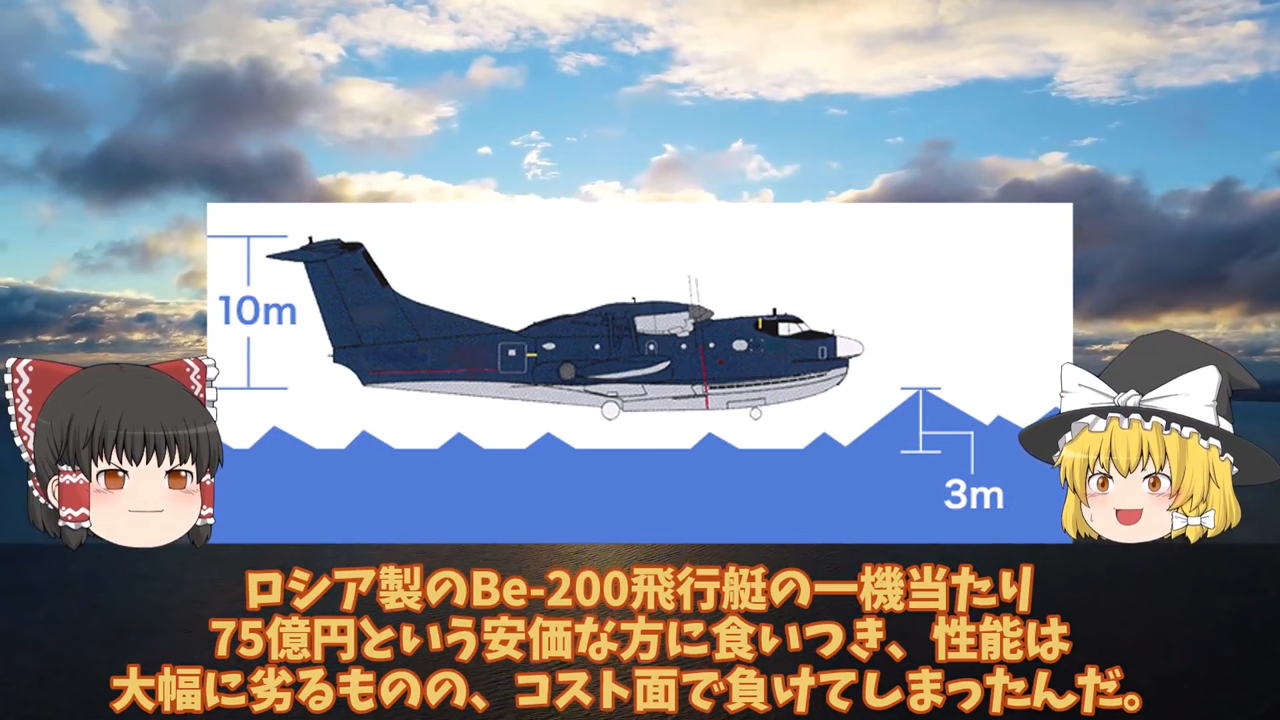 10m
3m
ロシア製のBe-200飛行艇の一機当たり
75億円という安価な方に食いつき、性能は
大幅に劣るものの、コスト面で負けてしまったんだ。